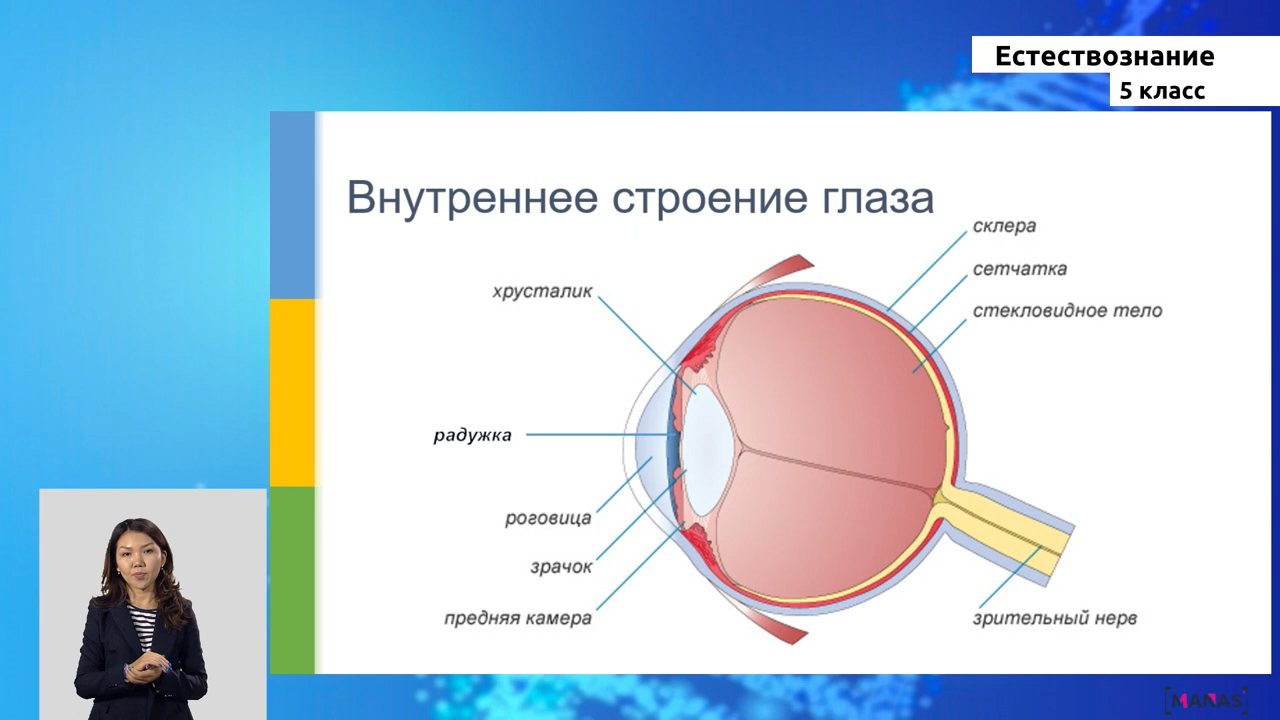 Естествознание
5 класс
Внутреннее строение глаза
склера
сетчатка
стекловидное тело
хрусталик
радужка
роговица
зрачок
предняя камера
зрительный нерв
[MANAS]